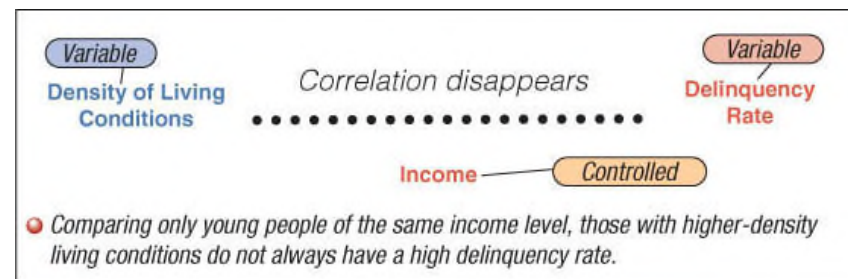 Variable
Density of Living
Conditions
Correlation disappears
Variable
Delinquency
Rate
Income
Controlled
Comparing only young people of the same income level, those with higher-density
living conditions do not always have a high delinquency rate.